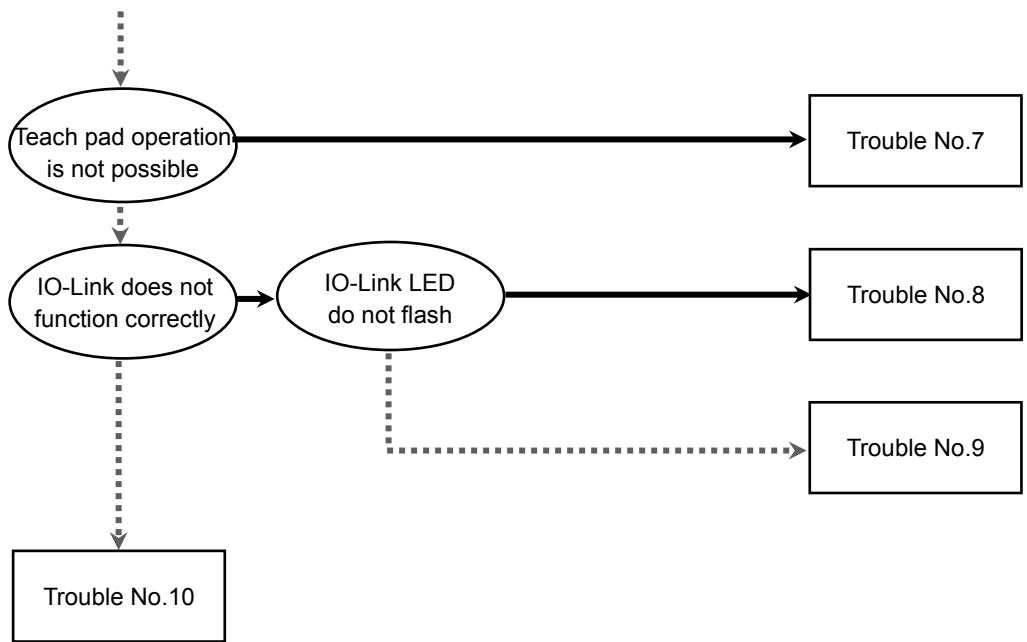 Teach pad operation
is not possible
Trouble No.7
IO-Link does not
function correctly
IO-Link LED
do not flash
Trouble No.8
Trouble No.9
Trouble No.10